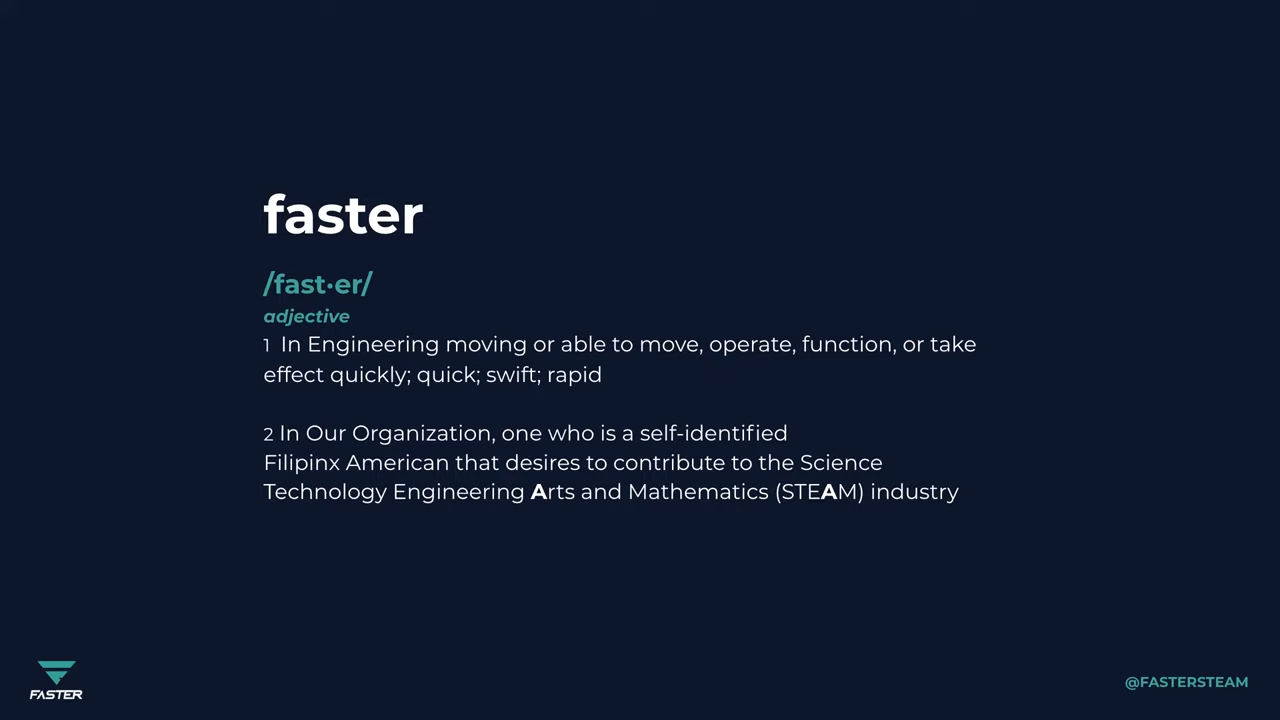 faster
/fast·er/
adjective
1 In Engineering moving or able to move, operate, function, or take
effect quickly; quick; swift; rapid
2 In Our Organization, one who is a self-identified
Filipinx American that desires to contribute to the Science
Technology Engineering Arts and Mathematics (STEAM) industry
FASTER
@FASTERSTEAM